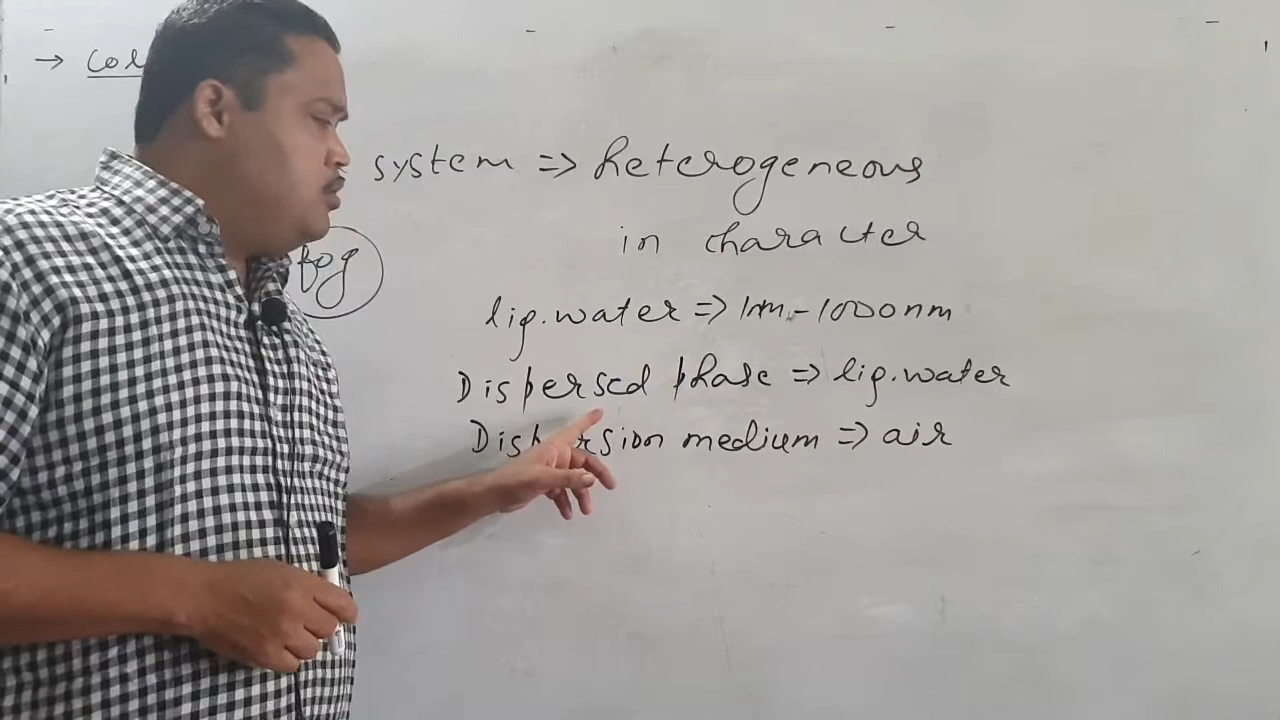 → Col
system => heterogeneous
in character
fog
liq.water => 1nm-1000nm
Dispersed phase => liq.water
Dispersion medium => air